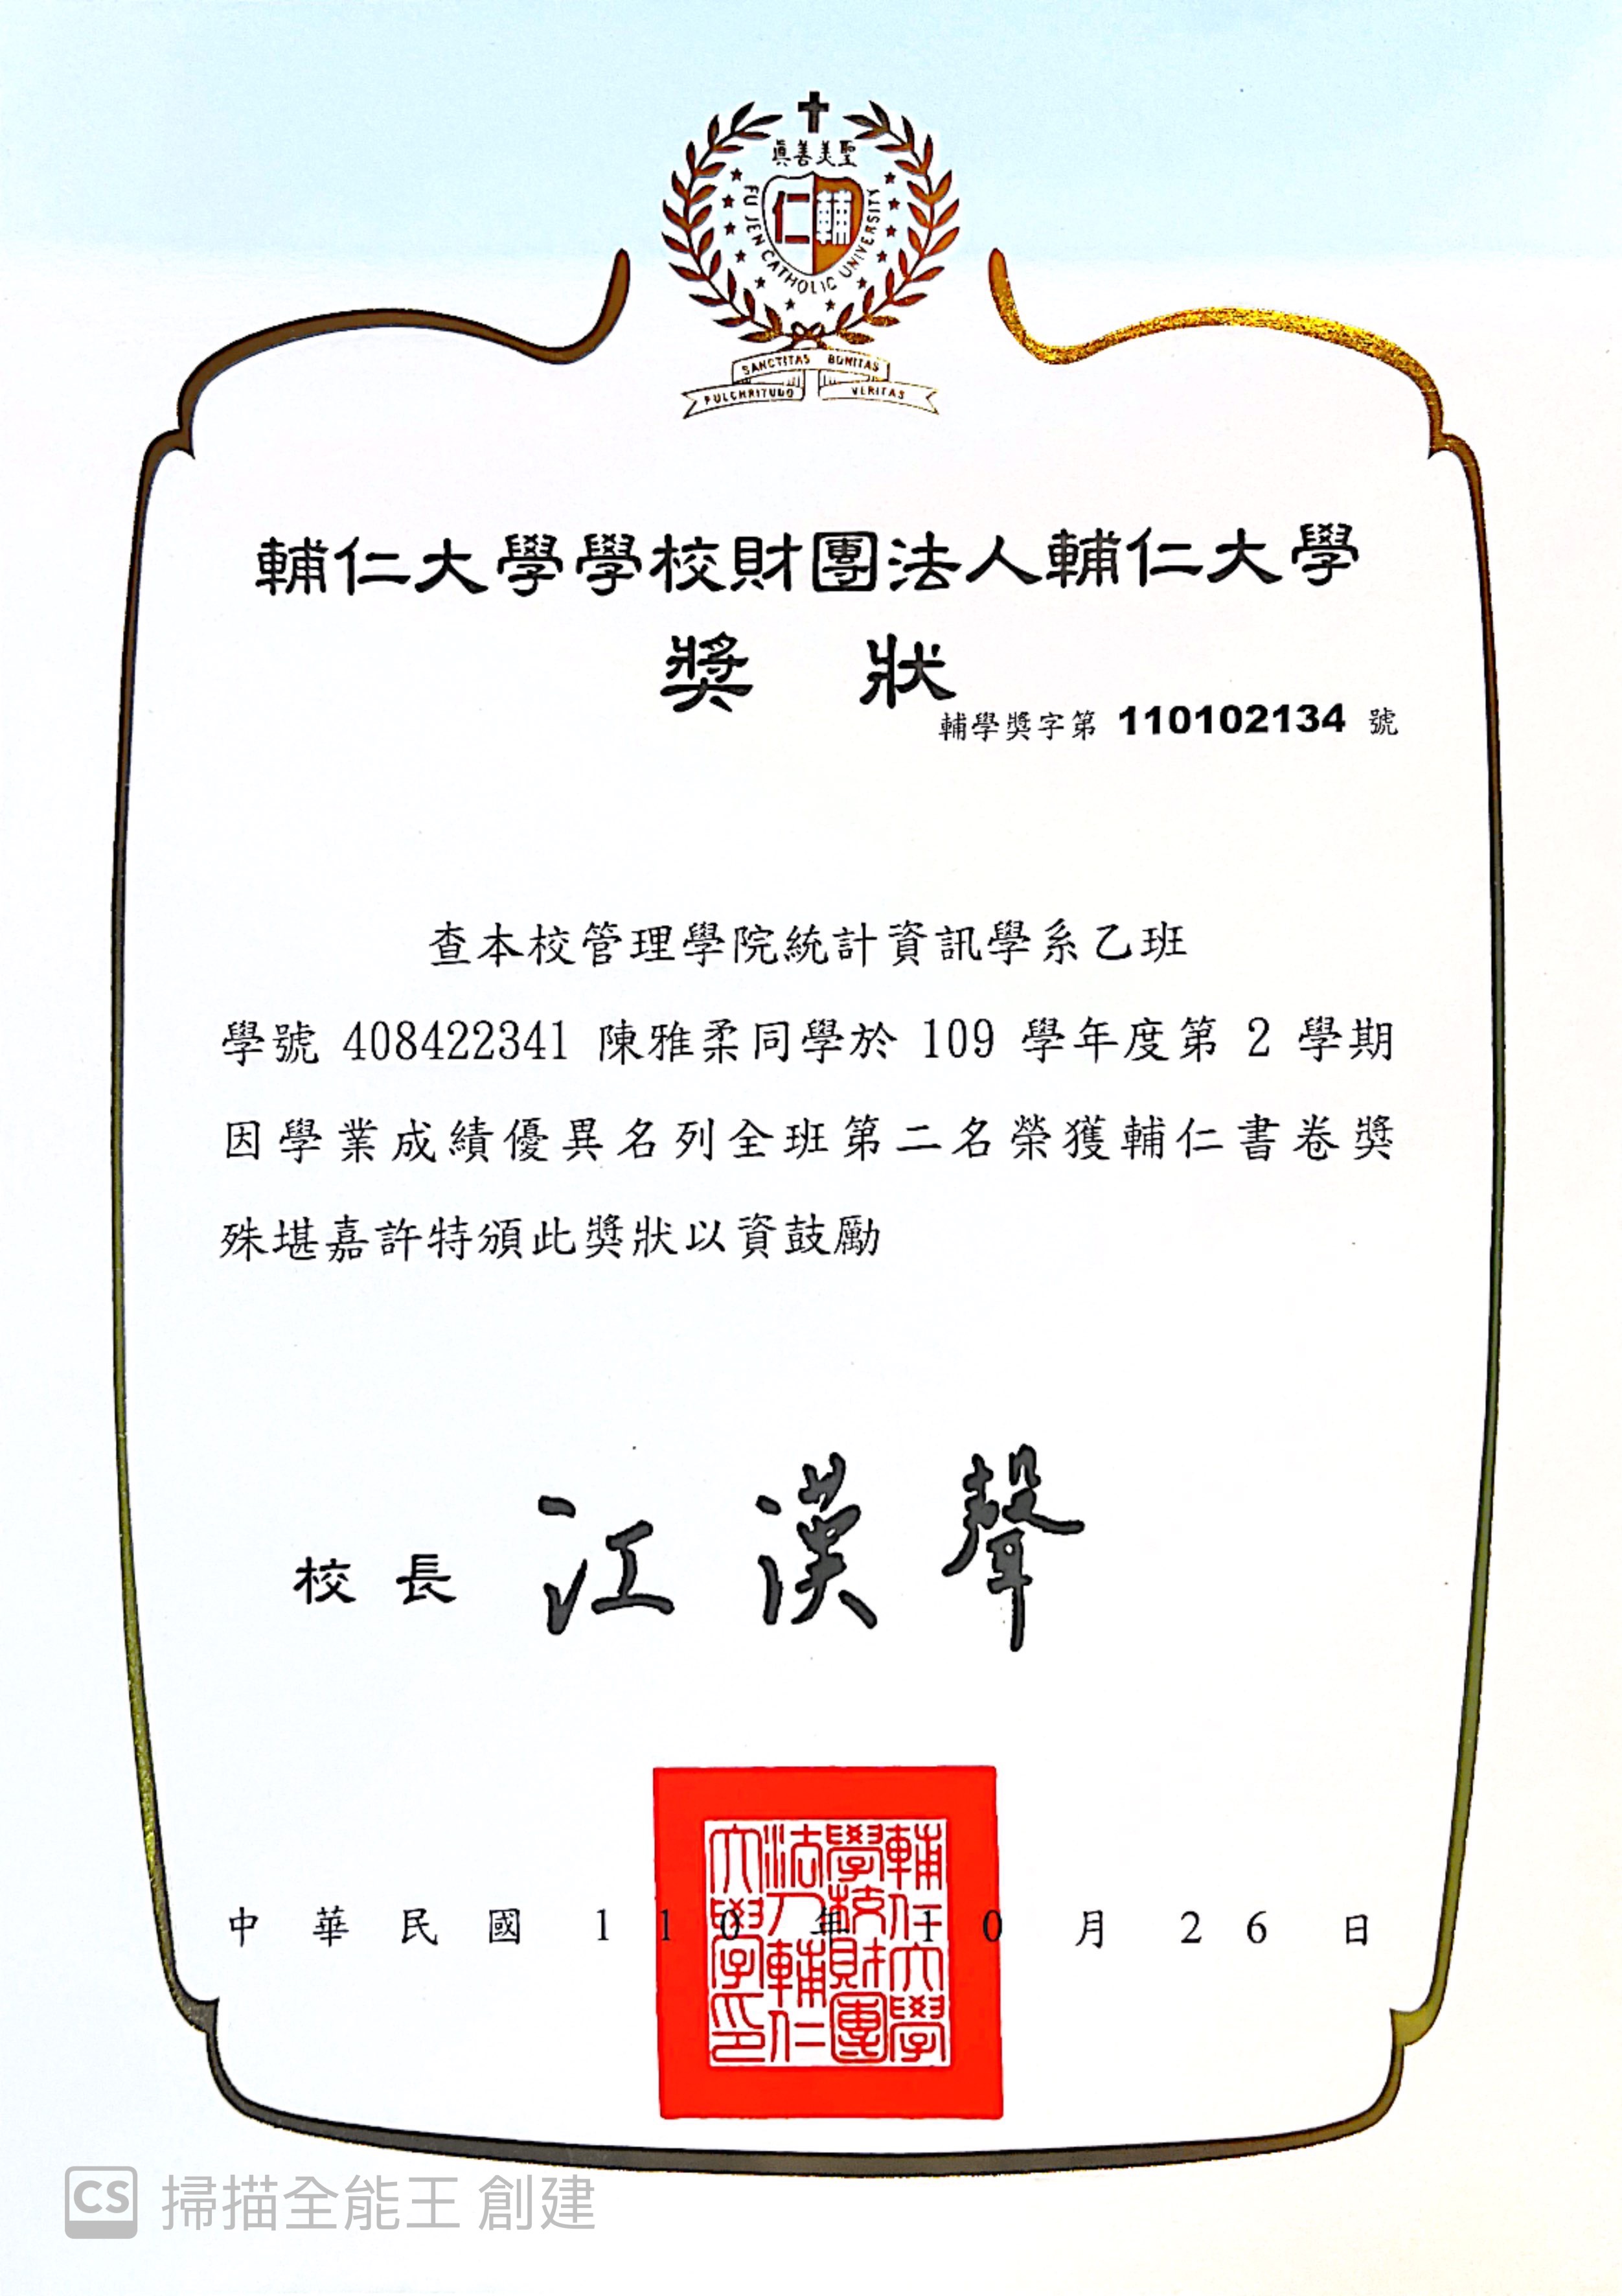 眞善美聖
仁輔
FU JEN CATHOLIC UNIVERSITY
SANCTITAS BONITAS
PULCHRITUDO VERITAS
輔仁大學學校財團法人輔仁大學
獎狀
輔學獎字第 110102134 號
查本校管理學院統計資訊學系乙班
學號 408422341 陳雅柔同學於 109 學年度第 2 學期
因學業成績優異名列全班第二名榮獲輔仁書卷獎
殊堪嘉許特頒此獎狀以資鼓勵
校長 江漢聲
中華民國110年10月26日
輔仁大學
學校財團
法人輔仁
大學印
CS 掃描全能王 創建